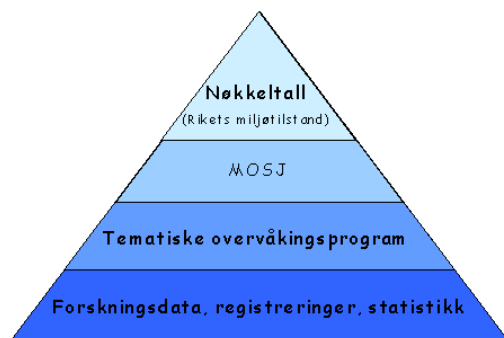 Nøkkeltall
(Rikets miljøtilstand)
MOSJ
Tematiske overvåkingsprogram
Forskningsdata, registreringer, statistikk